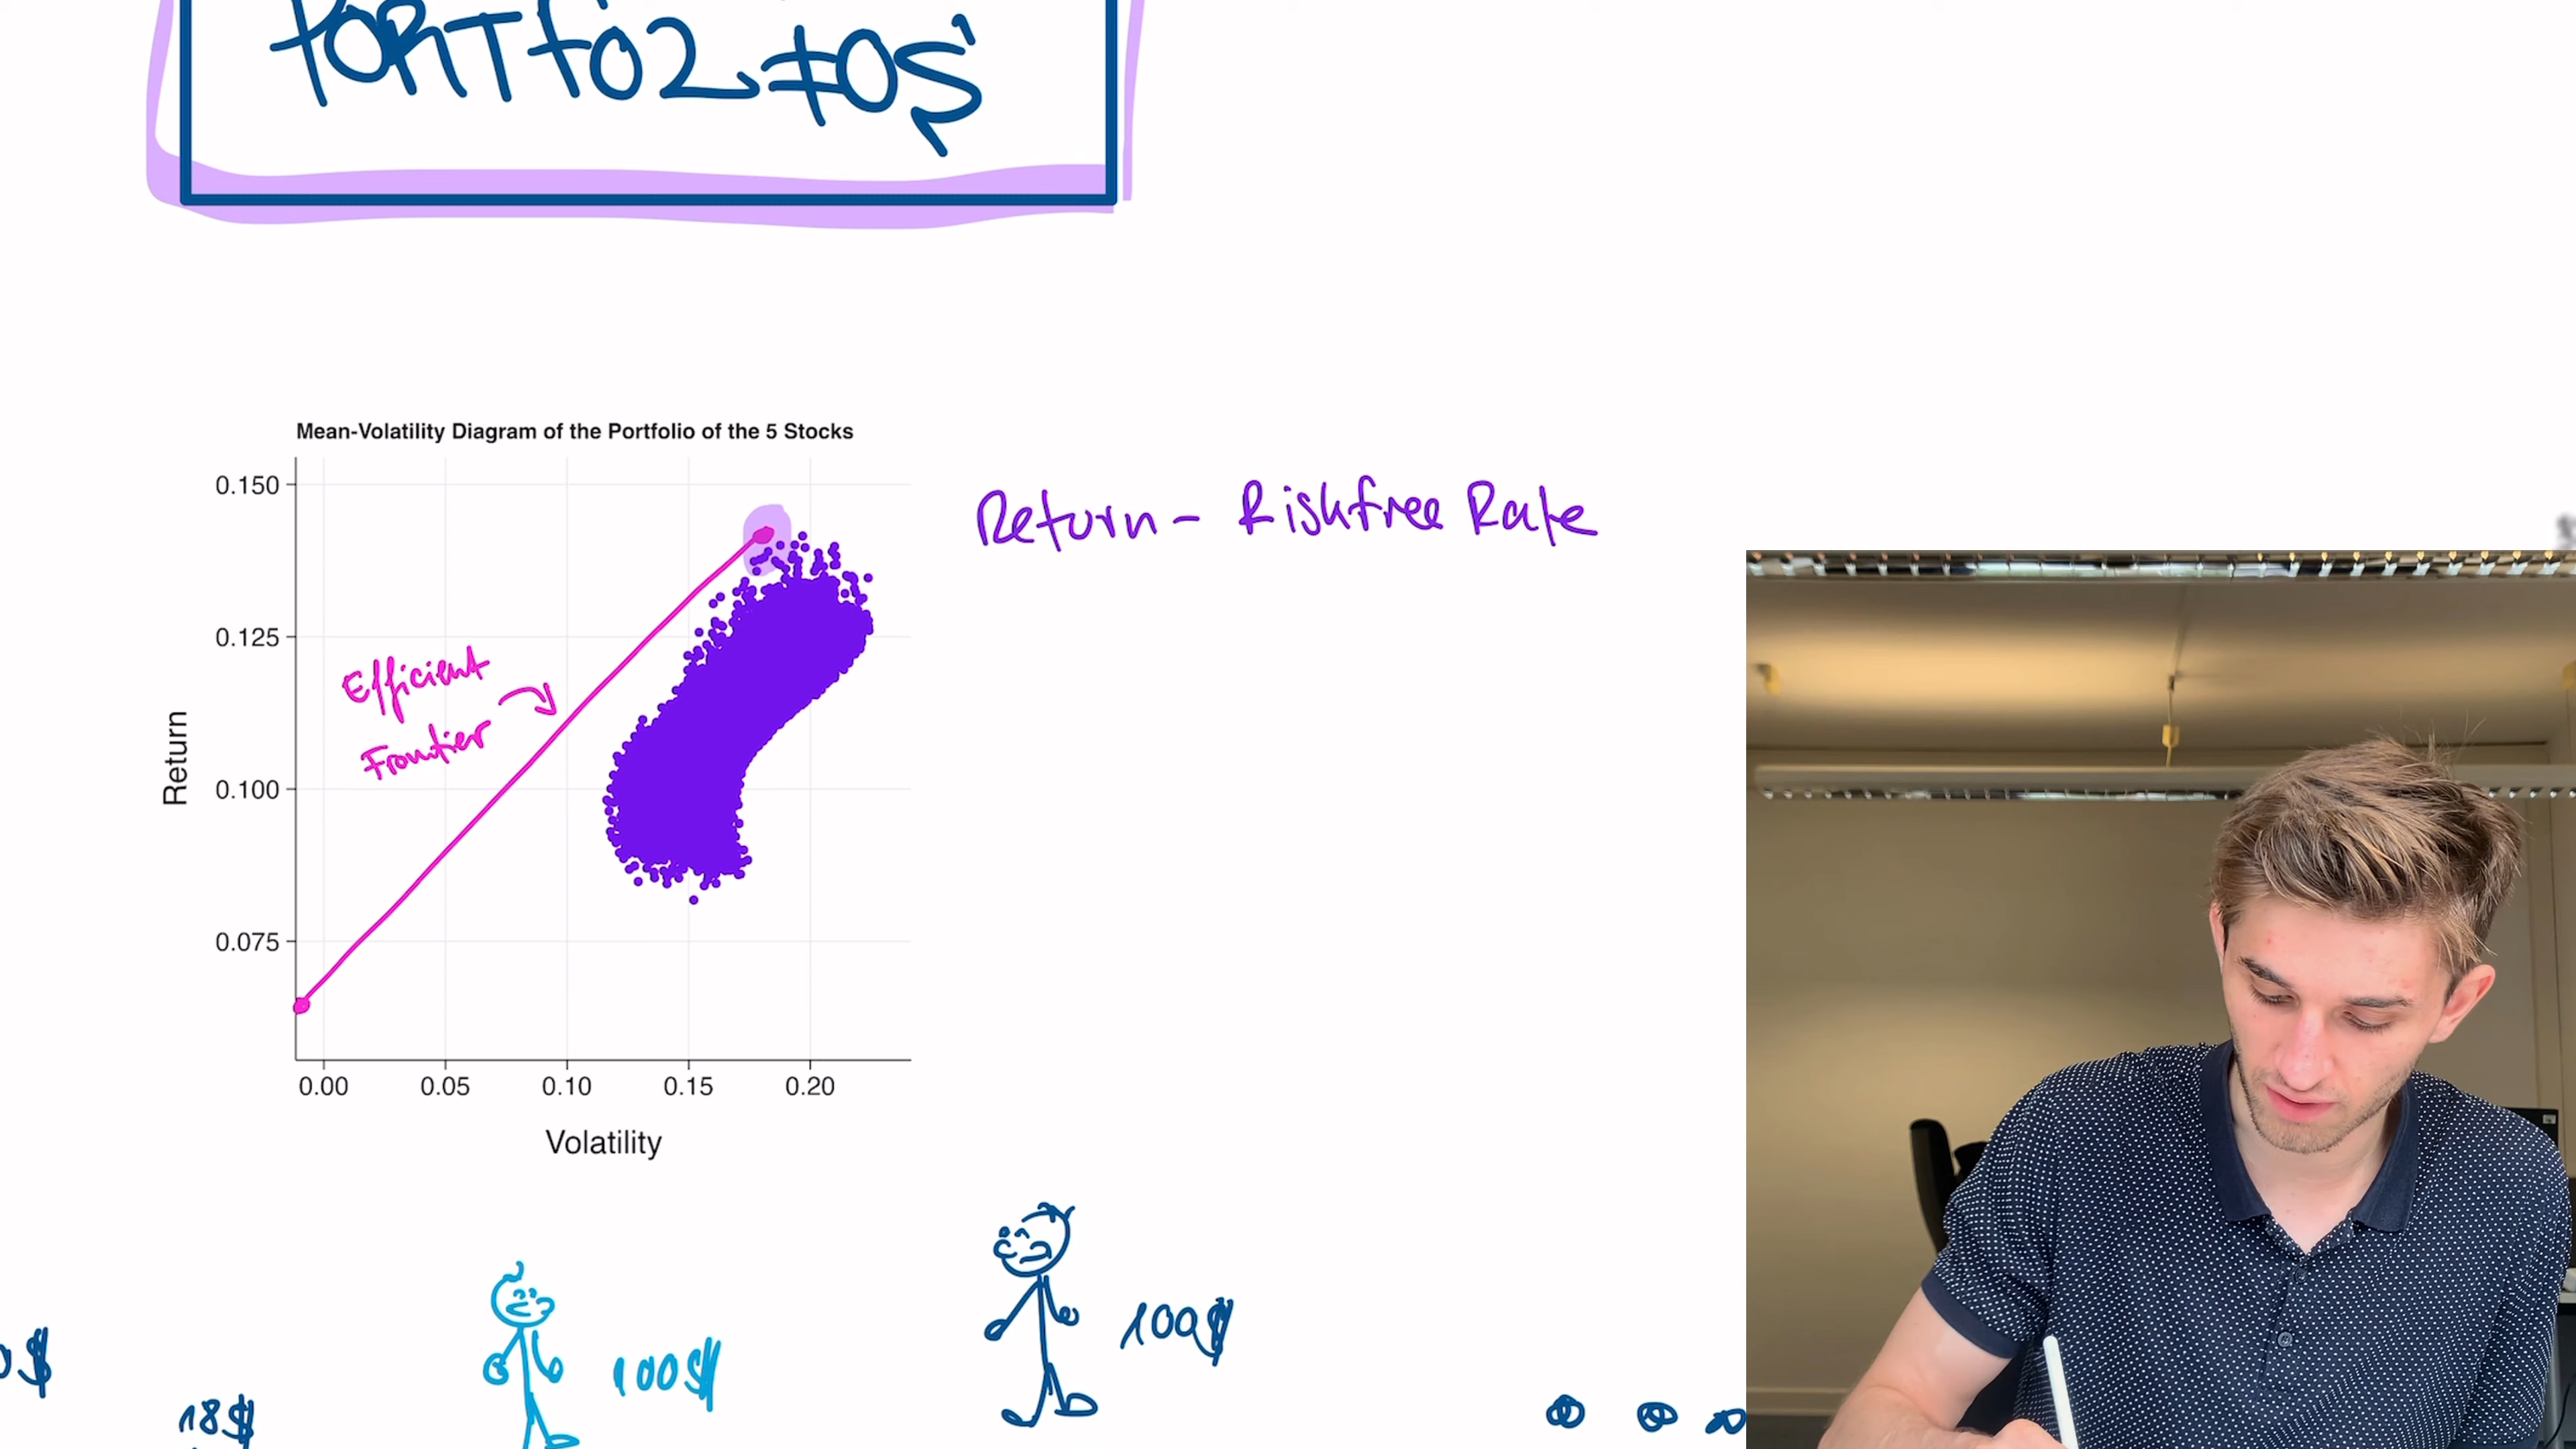 PORTFOLIOS
Mean-Volatility Diagram of the Portfolio of the 5 Stocks
0.150
0.125
0.100
0.075
Return
0.00 0.05 0.10 0.15 0.20
Volatility
Efficient
Frontier
Return - Riskfree Rate
100$
100$
18$